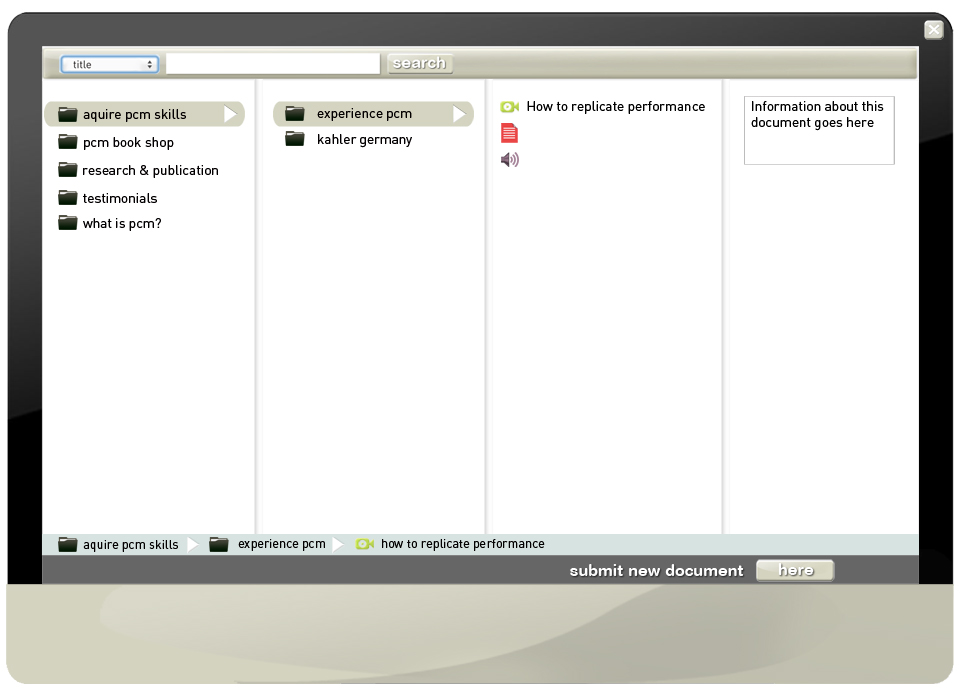 title
search
aquire pcm skills
pcm book shop
research & publication
testimonials
what is pcm?
experience pcm
kahler germany
How to replicate performance
Information about this
document goes here
aquire pcm skills
experience pcm
how to replicate performance
submit new document
here